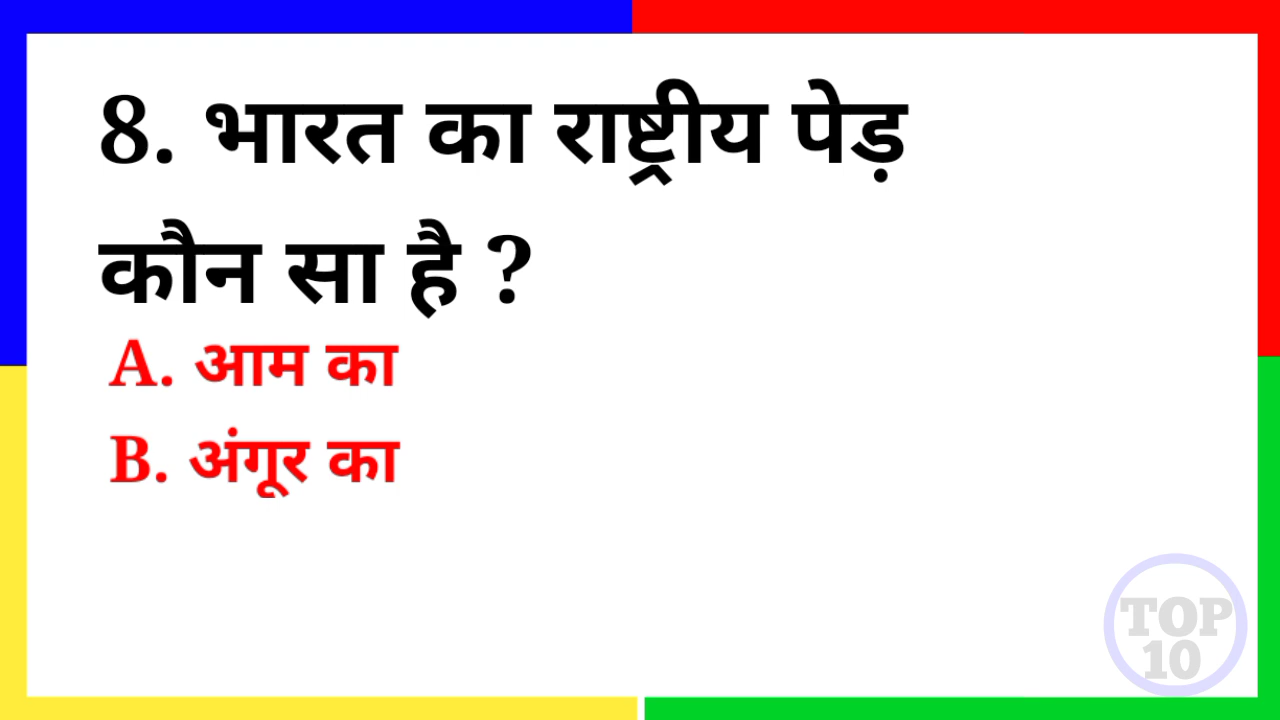 8. भारत का राष्ट्रीय पेड़
कौन सा है ?
A. आम का
B. अंगूर का
TOP
10